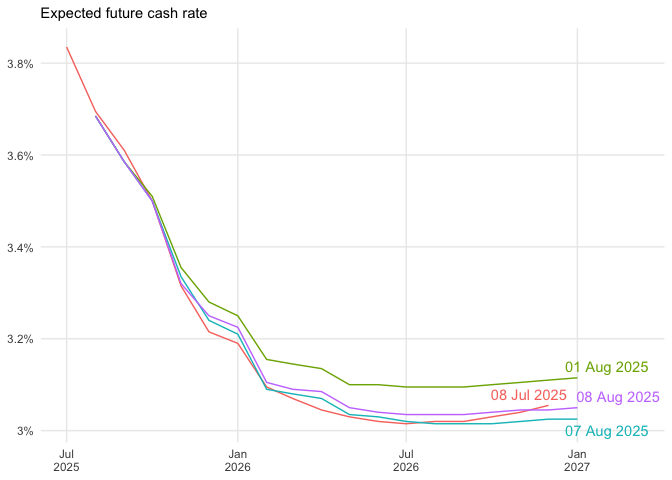 Expected future cash rate
3.8%
3.6%
3.4%
3.2%
3%
01 Aug 2025
08 Jul 2025
08 Aug 2025
07 Aug 2025
Jul
2025
Jan
2026
Jul
2026
Jan
2027